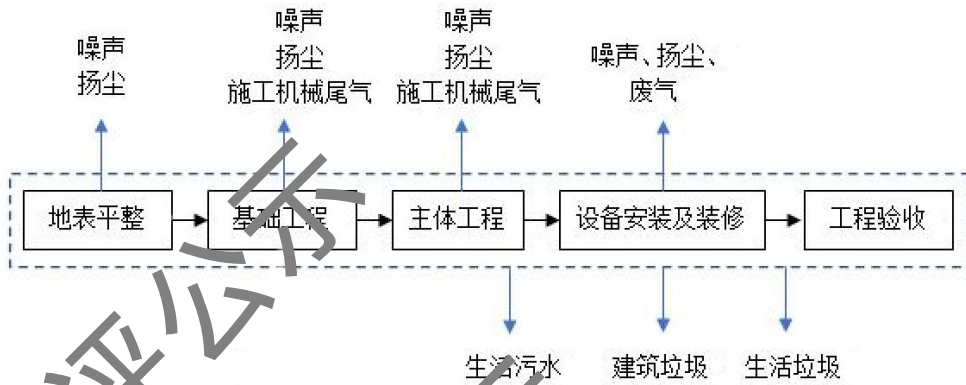 噪声
扬尘
噪声
扬尘
施工机械尾气
噪声
扬尘
施工机械尾气
噪声、扬尘、
废气
地表平整
基础工程
主体工程
设备安装及装修
工程验收
生活污水
建筑垃圾
生活垃圾
评公示